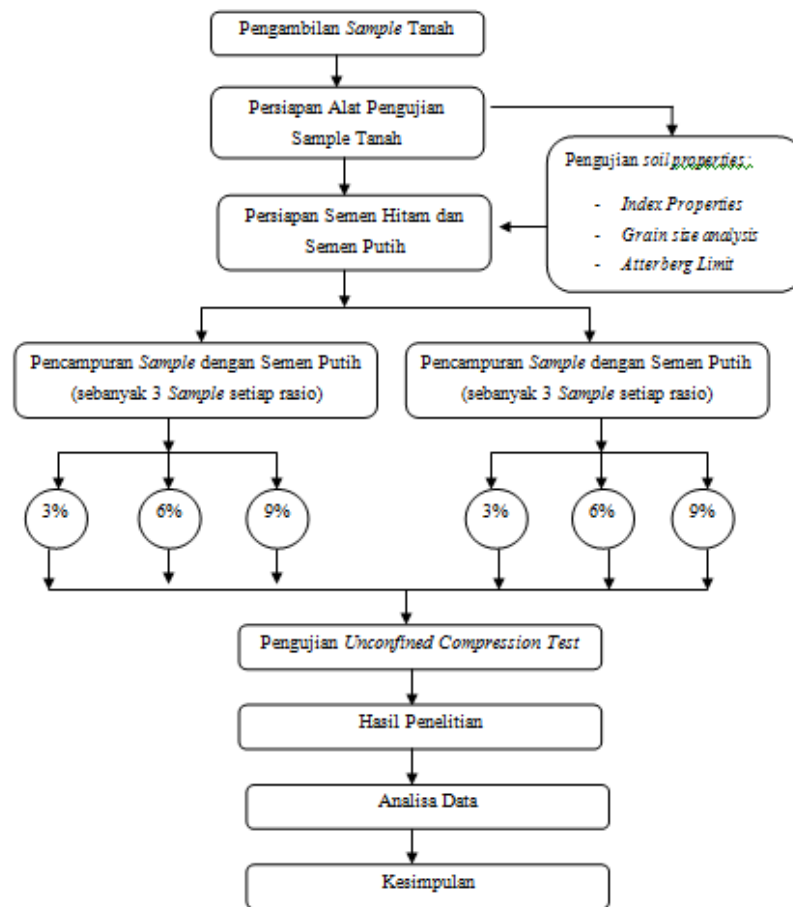 Pengambilan Sample Tanah
Persiapan Alat Pengujian
Sample Tanah
Pengujian soil properties :
- Index Properties
- Grain size analysis
- Atterberg Limit
Persiapan Semen Hitam dan
Semen Putih
Pencampuran Sample dengan Semen Putih
(sebanyak 3 Sample setiap rasio)
Pencampuran Sample dengan Semen Putih
(sebanyak 3 Sample setiap rasio)
3%
6%
9%
3%
6%
9%
Pengujian Unconfined Compression Test
Hasil Penelitian
Analisa Data
Kesimpulan